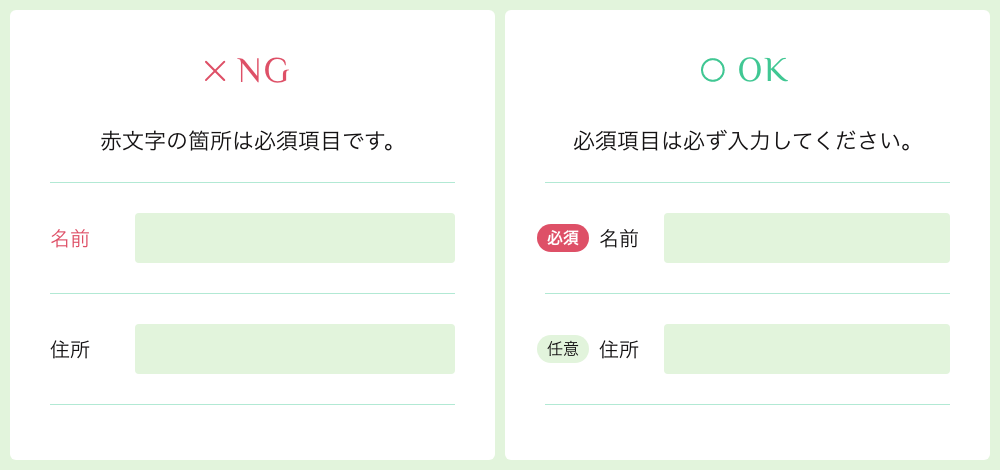 × NG
赤文字の箇所は必須項目です。
名前
住所
○ OK
必須項目は必ず入力してください。
必須 名前
任意 住所